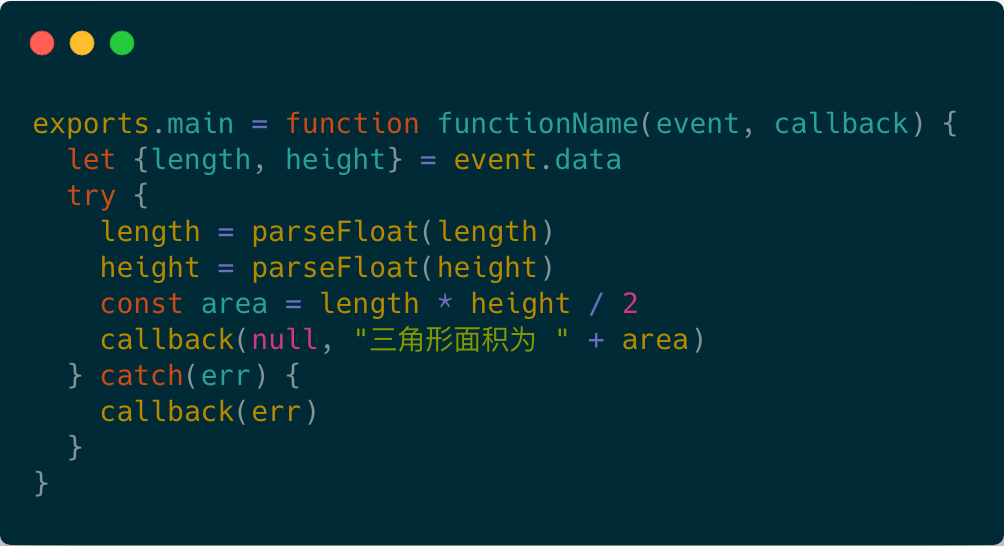 exports.main = function functionName(event, callback) {
  let {length, height} = event.data
  try {
    length = parseFloat(length)
    height = parseFloat(height)
    const area = length * height / 2
    callback(null, "三角形面积为 " + area)
  } catch(err) {
    callback(err)
  }
}